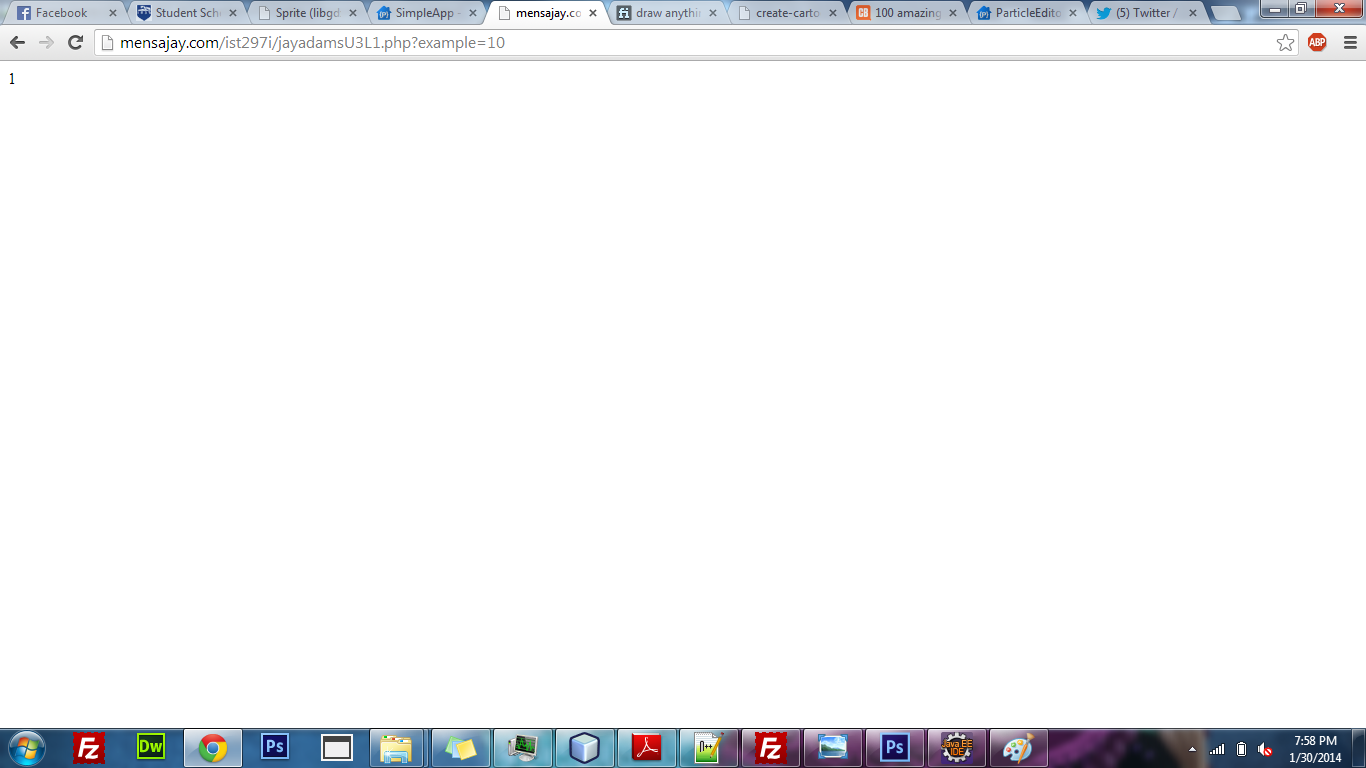 Facebook
Student Sch
Sprite (libgd
SimpleApp -
mensajay.co
draw anythin
create-carto
100 amazing
ParticleEdito
(5) Twitter /
mensajay.com/ist297i/jayadamsU3L1.php?example=10
ABP
1
Fz
Dw
Ps
n++
Fz
Ps
Java EE
IDE
7:58 PM
1/30/2014